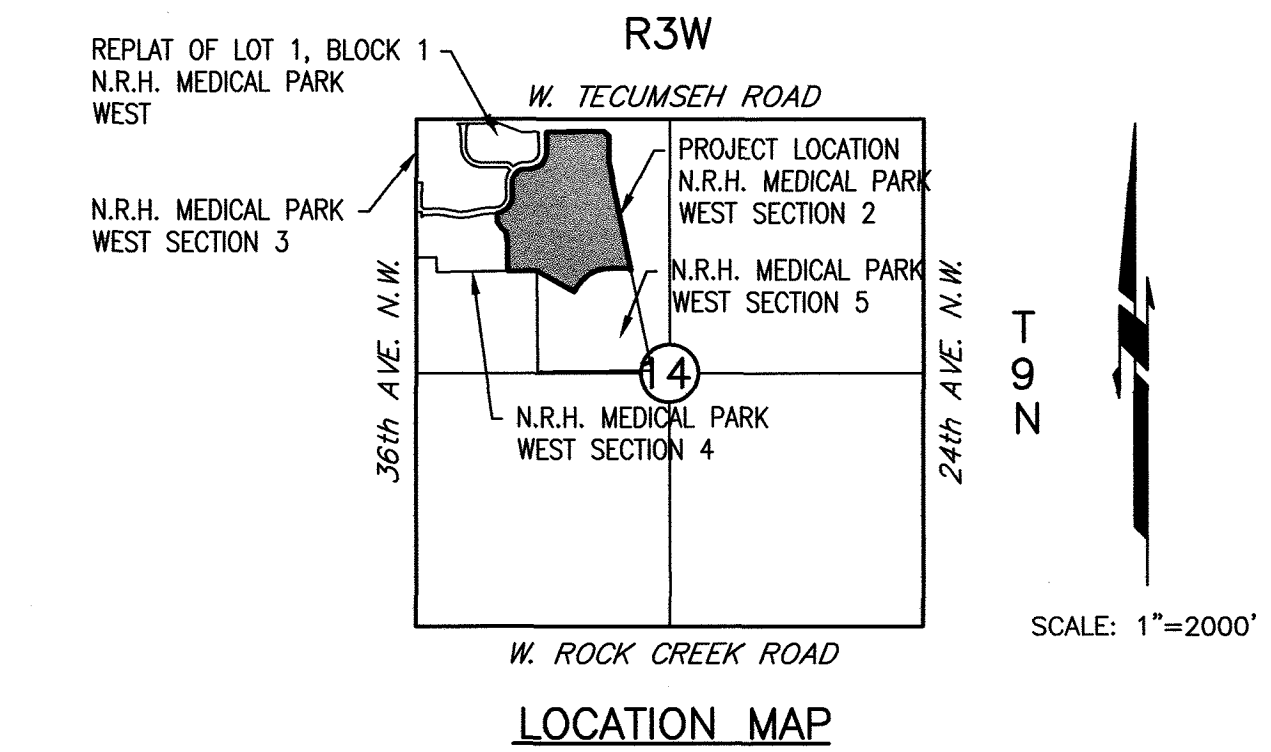 R3W
REPLAT OF LOT 1, BLOCK 1
N.R.H. MEDICAL PARK
WEST
W. TECUMSEH ROAD
PROJECT LOCATION
N.R.H. MEDICAL PARK
WEST SECTION 2
N.R.H. MEDICAL PARK
WEST SECTION 3
N.R.H. MEDICAL PARK
WEST SECTION 5
36th AVE. N.W.
24th AVE. N.W.
T
9
N
14
N.R.H. MEDICAL PARK
WEST SECTION 4
SCALE: 1"=2000'
W. ROCK CREEK ROAD
LOCATION MAP